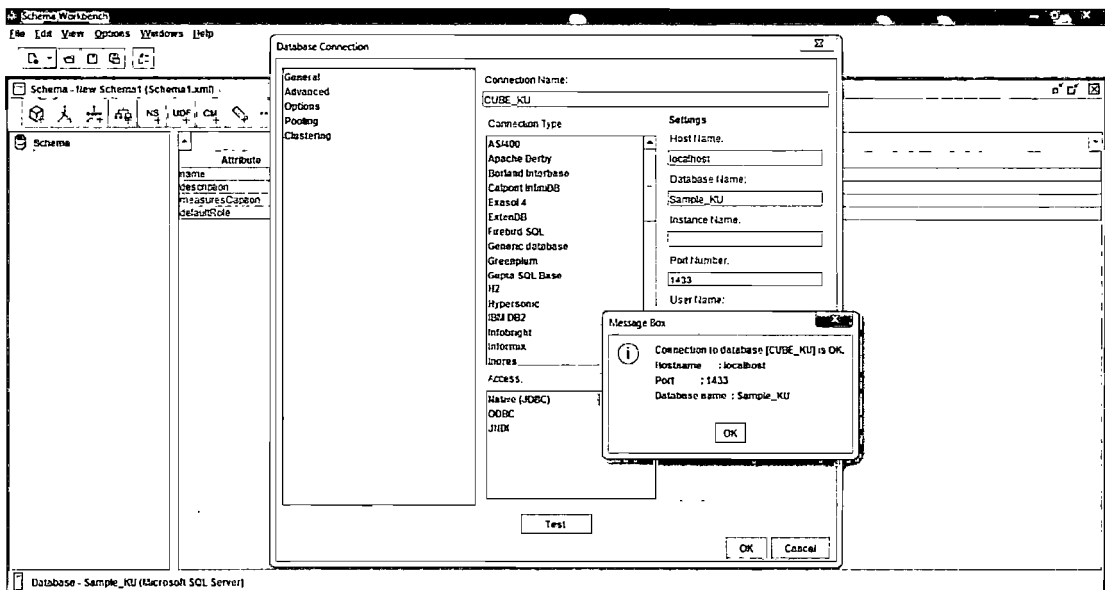 Schema Workbench
File Edit View Options Windows Help
Schema - New Schema1 (Schema1.xml)
NS UDF CM
Schema
Attribute
name
description
measuresCaption
defaultRole
Database Connection
General
Advanced
Options
Pooling
Clustering
Connection Name:
CUBE_KU
Connection Type
AS/400
Apache Derby
Borland Interbase
Calpont InfiniDB
Exasol 4
ExtenDB
Firebird SQL
Generic database
Greenplum
Gupta SQL Base
H2
Hypersonic
IBM DB2
Infobright
Informix
Ingres
Access:
Native (JDBC)
ODBC
JNDI
Settings
Host Name:
localhost
Database Name:
Sample_KU
Instance Name:
Port Number:
1433
User Name:
Message Box
Connection to database [CUBE_KU] is OK.
Hostname : localhost
Port : 1433
Database name : Sample_KU
OK
Test
OK Cancel
Database - Sample_KU (Microsoft SQL Server)